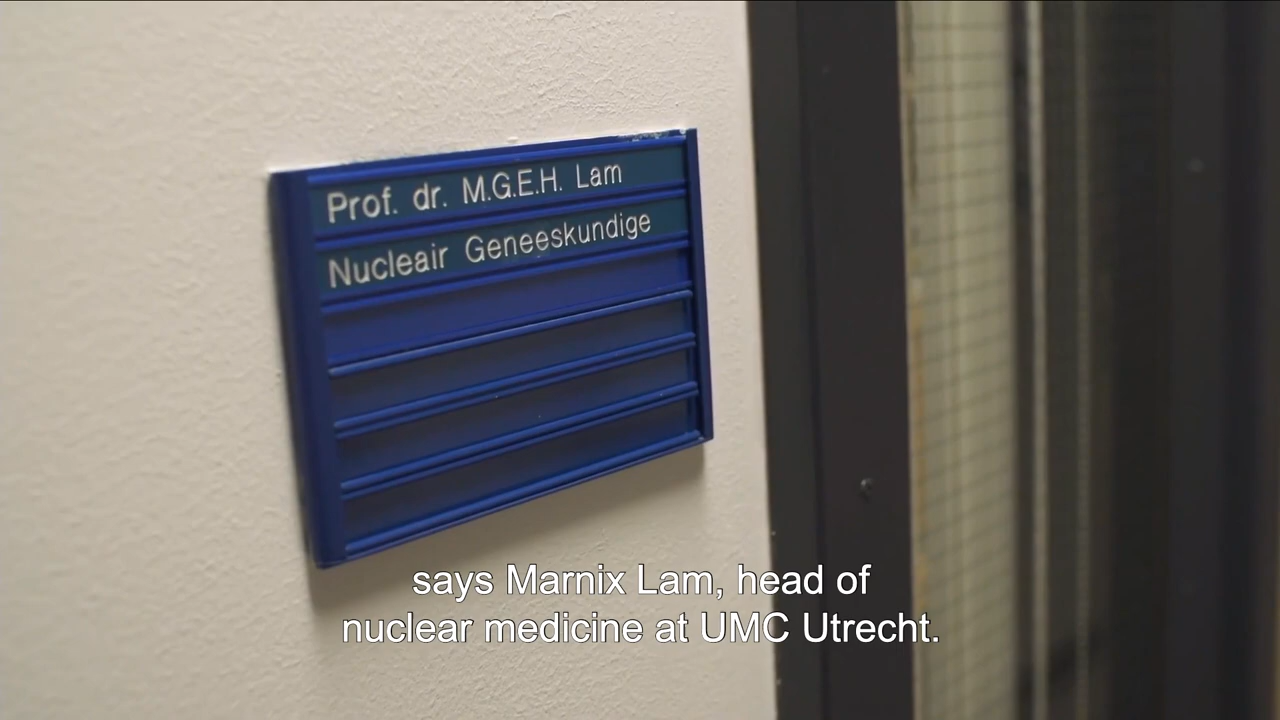 Prof. dr. M.G.E.H. Lam
Nucleair Geneeskundige
says Marnix Lam, head of
nuclear medicine at UMC Utrecht.